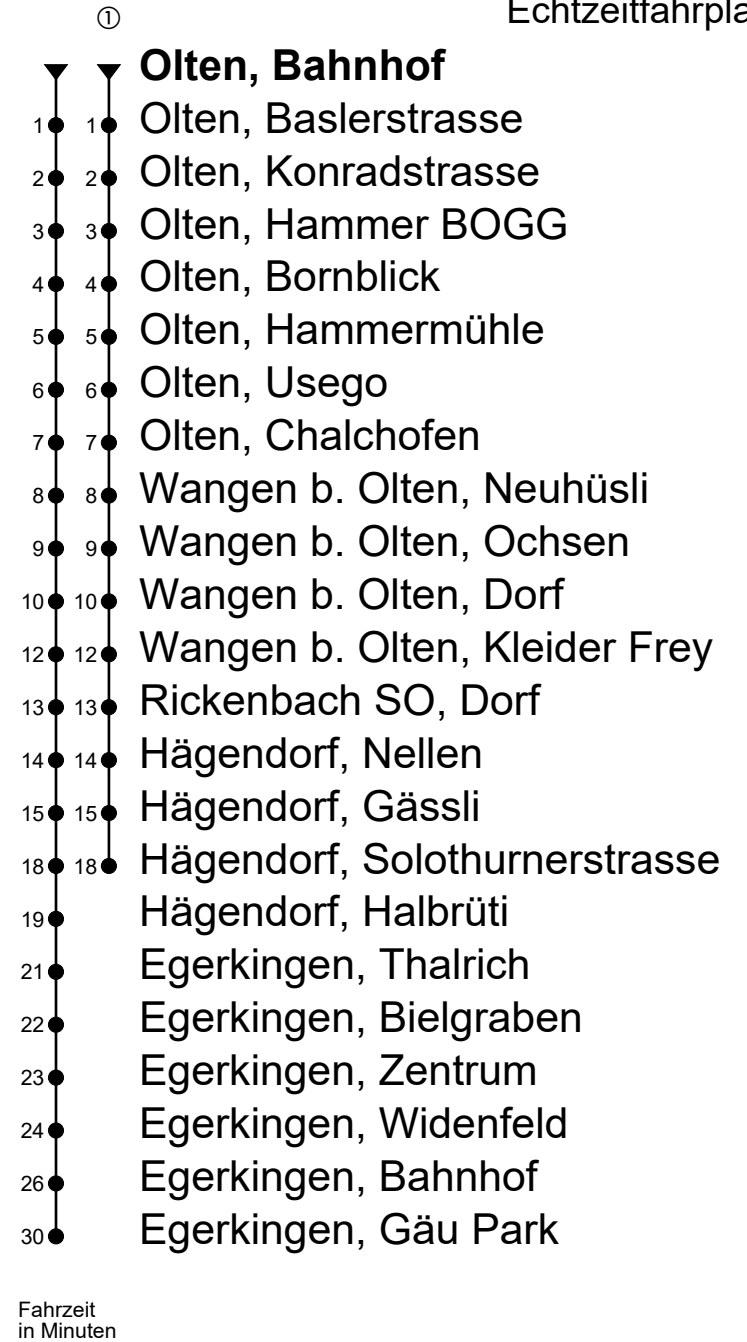 Echtzeitfahrpla
①
Olten, Bahnhof
1 1 Olten, Baslerstrasse
2 2 Olten, Konradstrasse
3 3 Olten, Hammer BOGG
4 4 Olten, Bornblick
5 5 Olten, Hammermühle
6 6 Olten, Usego
7 7 Olten, Chalchofen
8 8 Wangen b. Olten, Neuhüsli
9 9 Wangen b. Olten, Ochsen
10 10 Wangen b. Olten, Dorf
12 12 Wangen b. Olten, Kleider Frey
13 13 Rickenbach SO, Dorf
14 14 Hägendorf, Nellen
15 15 Hägendorf, Gässli
18 18 Hägendorf, Solothurnerstrasse
19 Hägendorf, Halbrüti
21 Egerkingen, Thalrich
22 Egerkingen, Bielgraben
23 Egerkingen, Zentrum
24 Egerkingen, Widenfeld
26 Egerkingen, Bahnhof
30 Egerkingen, Gäu Park
Fahrzeit
in Minuten